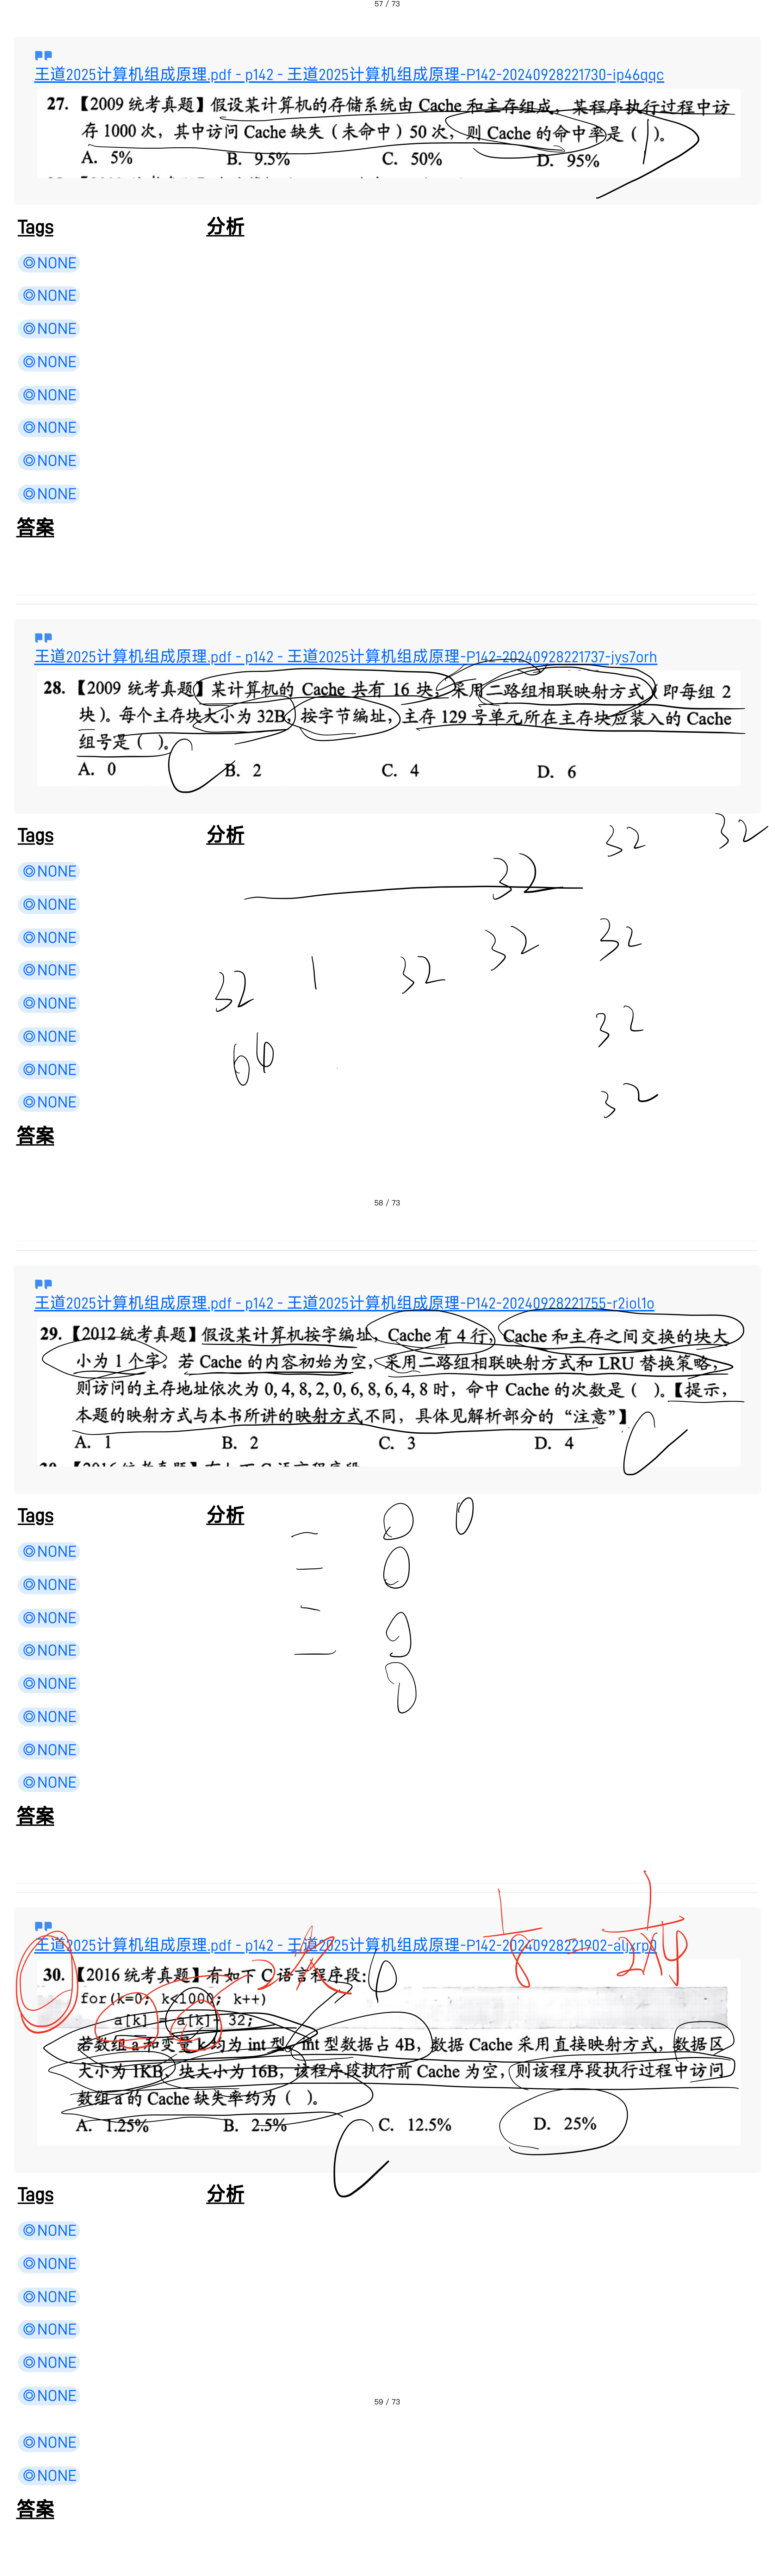 57 / 73
王道2025计算机组成原理.pdf - p142 - 王道2025计算机组成原理-P142-20240928221730-ip46qqc
27. 【2009 统考真题】假设某计算机的存储系统由 Cache 和主存组成，某程序执行过程中访
存 1000 次，其中访问 Cache 缺失（未命中）50 次，则 Cache 的命中率是（ ）。
A. 5% B. 9.5% C. 50% D. 95%
Tags 分析
NONE
NONE
NONE
NONE
NONE
NONE
NONE
NONE
答案
王道2025计算机组成原理.pdf - p142 - 王道2025计算机组成原理-P142-20240928221737-jys7orh
28. 【2009 统考真题】某计算机的 Cache 共有 16 块，采用二路组相联映射方式（即每组 2
块）。每个主存块大小为 32B，按字节编址，主存 129 号单元所在主存块应装入的 Cache
组号是（ ）。
A. 0 B. 2 C. 4 D. 6
Tags 分析
32 32
32
NONE
NONE
NONE
32 32
NONE
32 1 32
NONE
NONE
32
64
NONE
NONE
32
答案
58 / 73
王道2025计算机组成原理.pdf - p142 - 王道2025计算机组成原理-P142-20240928221755-r2iol1o
29. 【2012 统考真题】假设某计算机按字编址，Cache 有 4 行，Cache 和主存之间交换的块大
小为 1 个字。若 Cache 的内容初始为空，采用二路组相联映射方式和 LRU 替换策略，
则访问的主存地址依次为 0, 4, 8, 2, 0, 6, 8, 6, 4, 8 时，命中 Cache 的次数是（ ）。【提示，
本题的映射方式与本书所讲的映射方式不同，具体见解析部分的“注意”】
A. 1 B. 2 C. 3 D. 4
Tags 分析
0 0
NONE
0
NONE
NONE
NONE
NONE
NONE
NONE
NONE
答案
1/8 = 1/2×4
王道2025计算机组成原理.pdf - p142 - 王道2025计算机组成原理-P142-20240928221902-aljxrp0
30. 【2016 统考真题】有如下 C 语言程序段：
for(k=0; k<1000; k++)
a[k] = a[k]+32;
若数组 a 和变量 k 均为 int 型，int 型数据占 4B，数据 Cache 采用直接映射方式，数据区
大小为 1KB，块大小为 16B，该程序段执行前 Cache 为空，则该程序段执行过程中访问
数组 a 的 Cache 缺失率约为（ ）。
A. 1.25% B. 2.5% C. 12.5% D. 25%
Tags 分析
NONE
NONE
NONE
NONE
NONE
NONE
59 / 73
NONE
NONE
答案